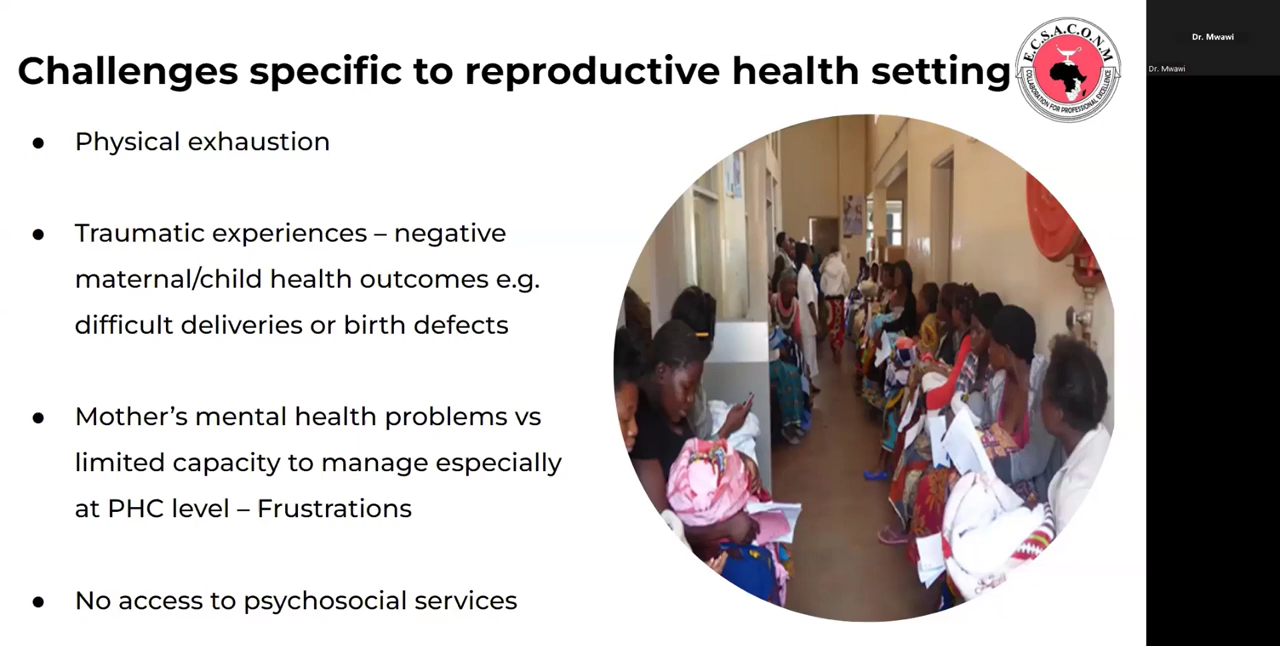 Challenges specific to reproductive health setting
E.C.S.A.C.O.N.M
COLLABORATION FOR PROFESSIONAL EXCELLENCE
● Physical exhaustion
● Traumatic experiences – negative
maternal/child health outcomes e.g.
difficult deliveries or birth defects
● Mother’s mental health problems vs
limited capacity to manage especially
at PHC level – Frustrations
● No access to psychosocial services
Dr. Mwawi
Dr. Mwawi